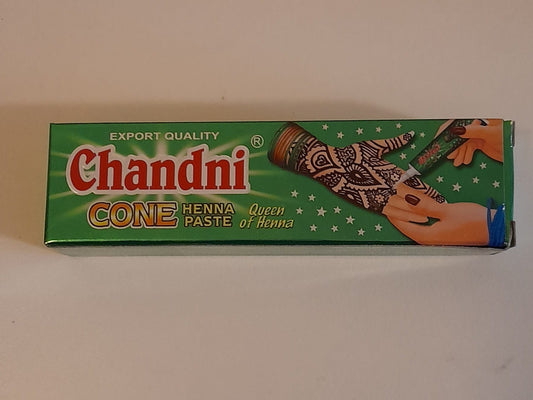 EXPORT QUALITY
Chandni®
CONE HENNA PASTE
Queen of Henna